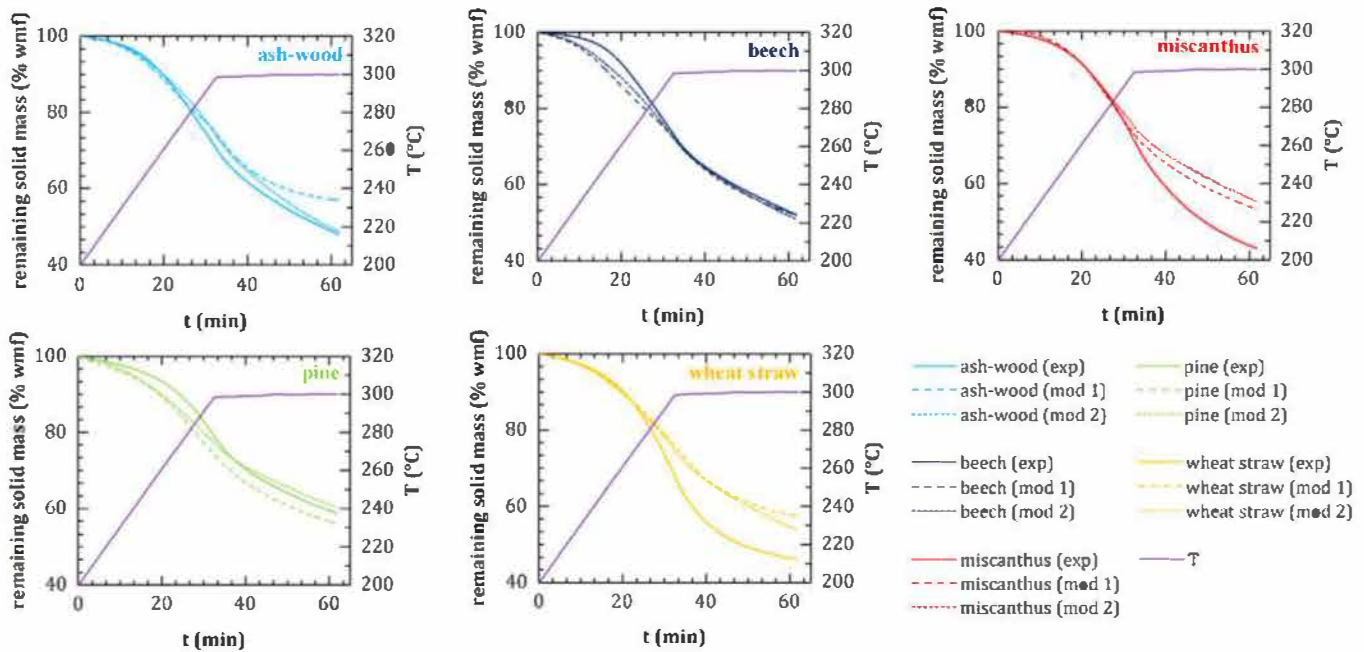 remaining solid mass (% wmf)
100
80
60
40
0
20
40
60
t (min)
ash-wood
320
300
280
260
240
220
200
T (°C)
remaining solid mass (% wmf)
100
80
60
40
0
20
40
60
t (min)
beech
320
300
280
260
240
220
200
T (°C)
remaining solid mass (% wmf)
100
80
60
40
0
20
40
60
t (min)
miscanthus
320
300
280
260
240
220
200
T (°C)
remaining solid mass (% wmf)
100
80
60
40
0
20
40
60
t (min)
pine
320
300
280
260
240
220
200
T (°C)
remaining solid mass (% wmf)
100
80
60
40
0
20
40
60
t (min)
wheat straw
320
300
280
260
240
220
200
T (°C)
ash-wood (exp)
ash-wood (mod 1)
ash-wood (mod 2)
beech (exp)
beech (mod 1)
beech (mod 2)
miscanthus (exp)
miscanthus (mod 1)
miscanthus (mod 2)
pine (exp)
pine (mod 1)
pine (mod 2)
wheat straw (exp)
wheat straw (mod 1)
wheat straw (mod 2)
T